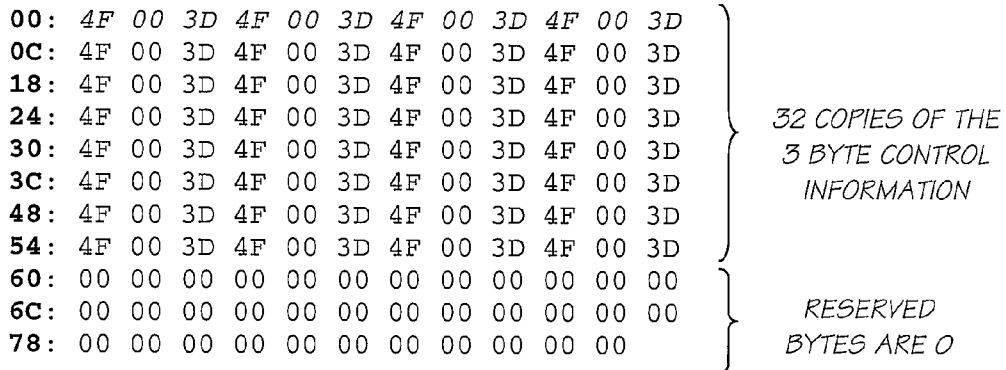 00: 4F 00 3D 4F 00 3D 4F 00 3D 4F 00 3D
0C: 4F 00 3D 4F 00 3D 4F 00 3D 4F 00 3D
18: 4F 00 3D 4F 00 3D 4F 00 3D 4F 00 3D
24: 4F 00 3D 4F 00 3D 4F 00 3D 4F 00 3D
30: 4F 00 3D 4F 00 3D 4F 00 3D 4F 00 3D
3C: 4F 00 3D 4F 00 3D 4F 00 3D 4F 00 3D
48: 4F 00 3D 4F 00 3D 4F 00 3D 4F 00 3D
54: 4F 00 3D 4F 00 3D 4F 00 3D 4F 00 3D
32 COPIES OF THE
3 BYTE CONTROL
INFORMATION
60: 00 00 00 00 00 00 00 00 00 00 00 00
6C: 00 00 00 00 00 00 00 00 00 00 00 00
78: 00 00 00 00 00 00 00 00 00 00 00
RESERVED
BYTES ARE 0